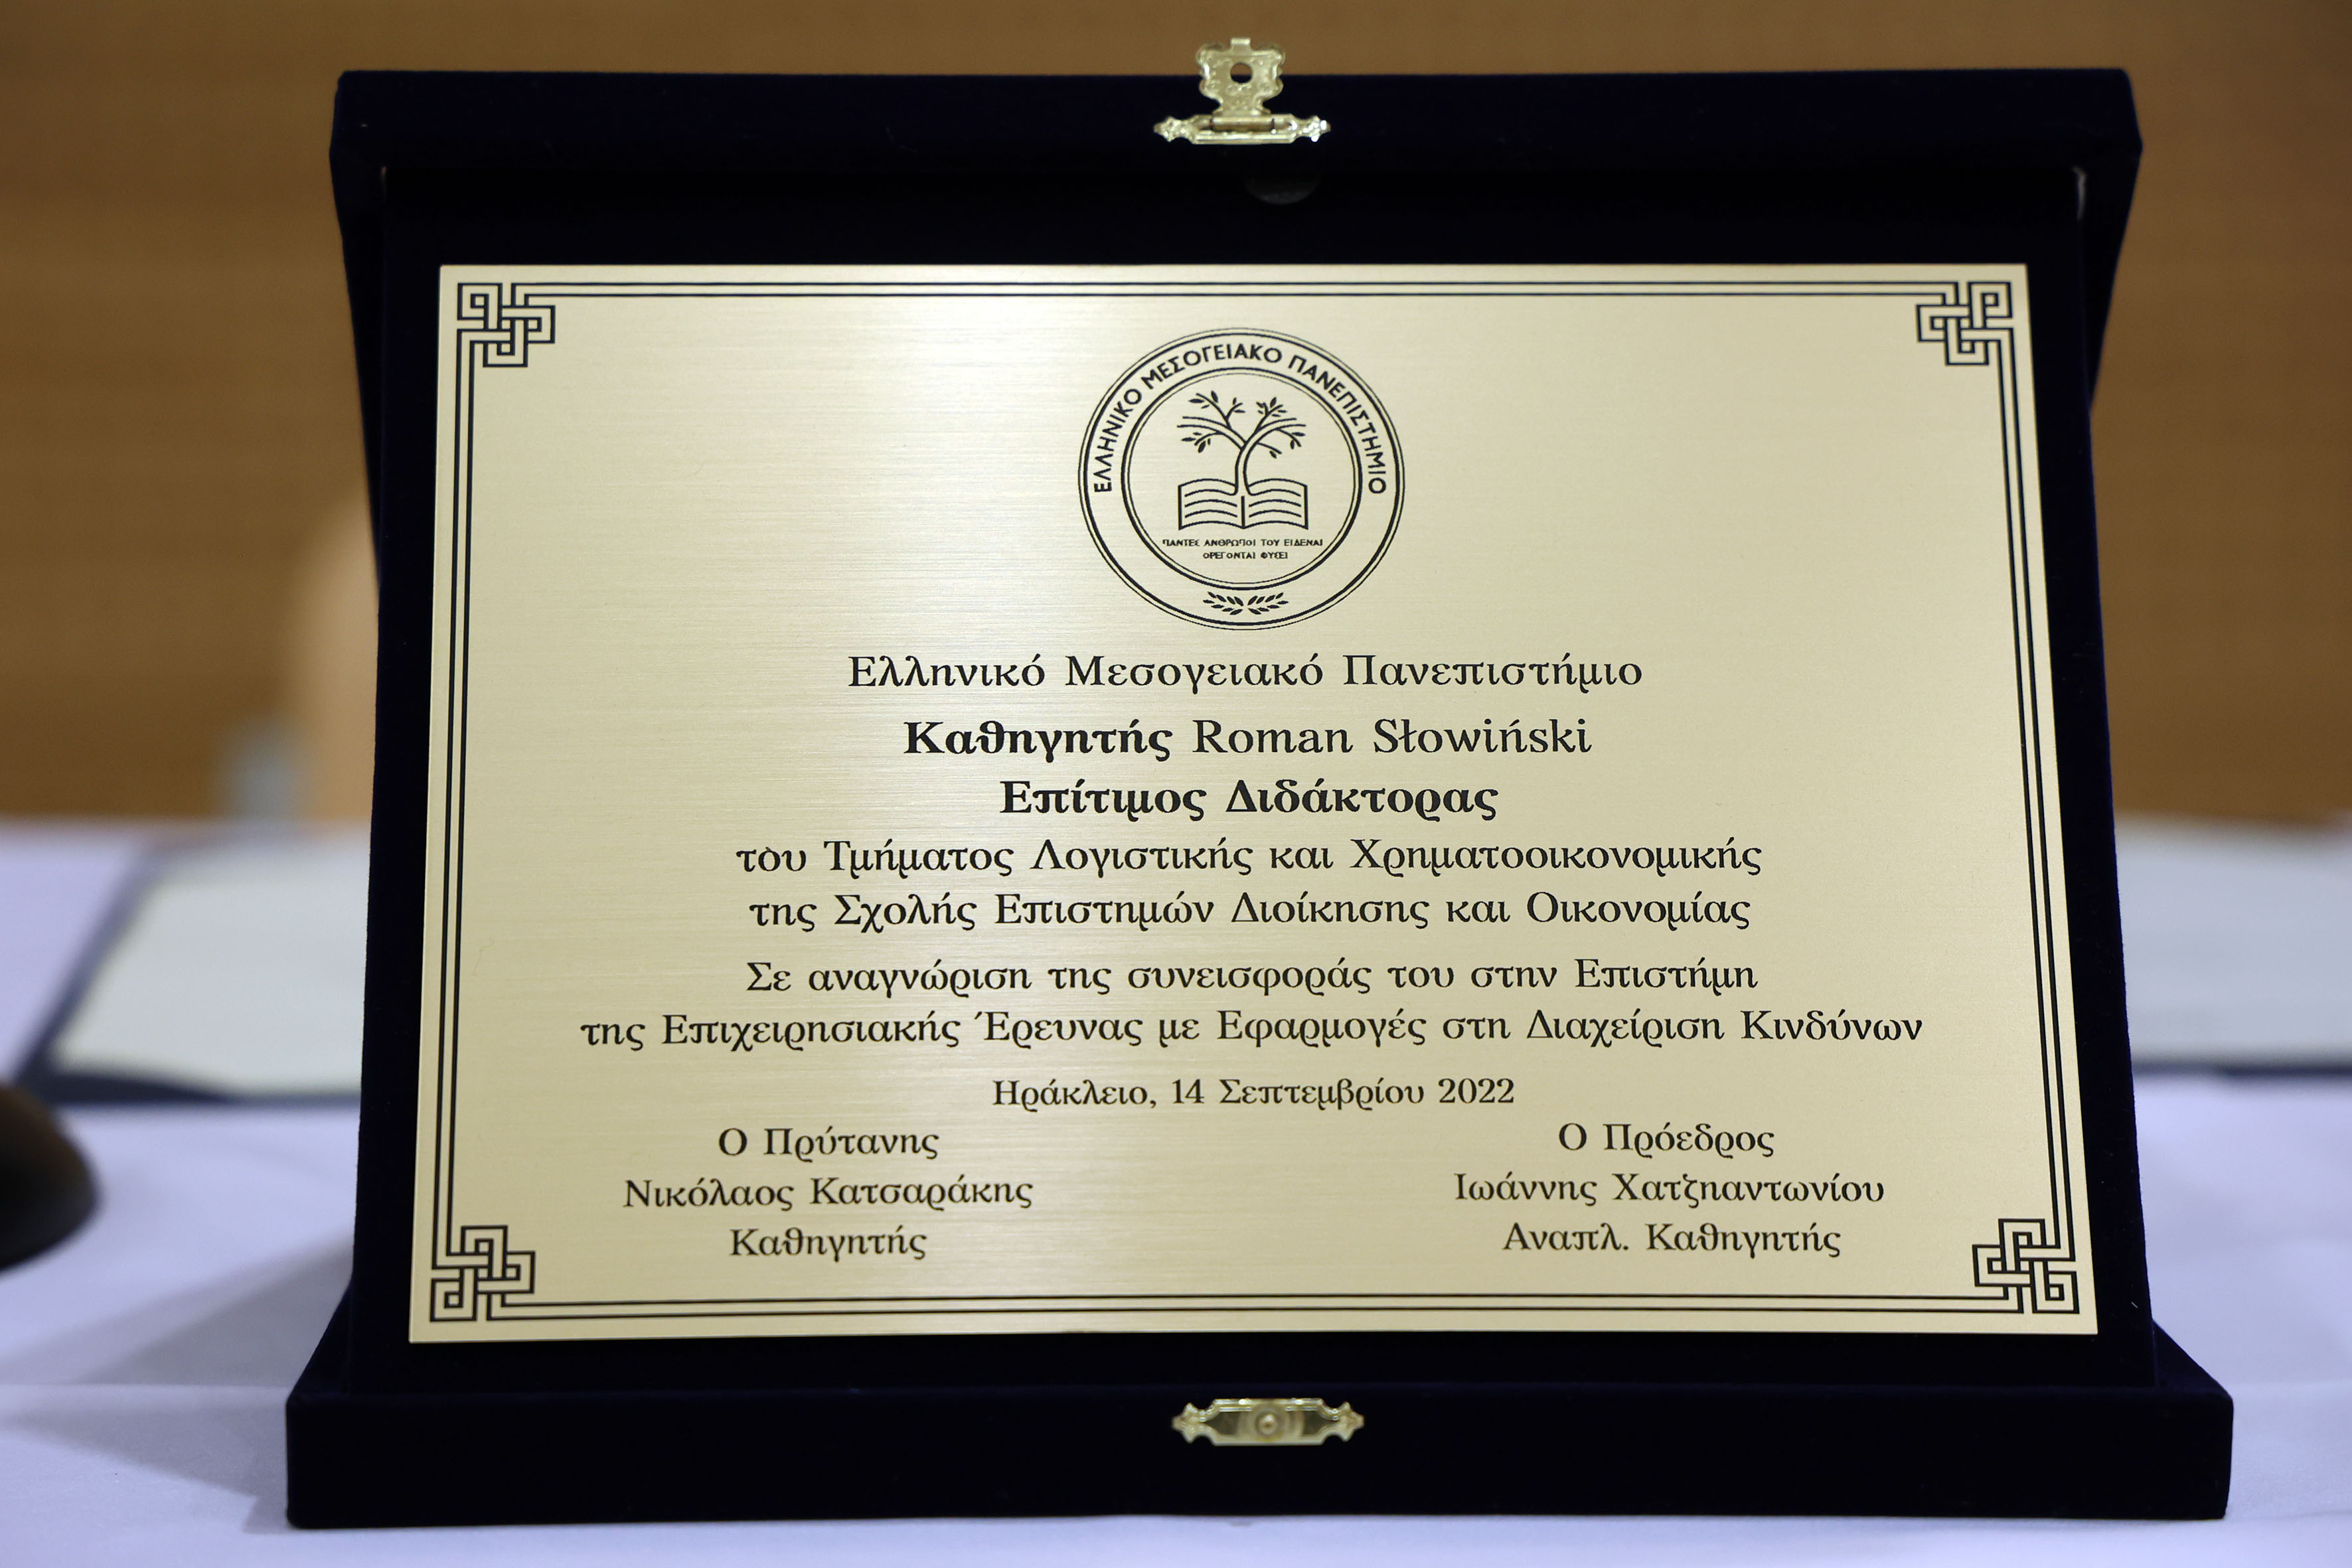 ΕΛΛΗΝΙΚΟ ΜΕΣΟΓΕΙΑΚΟ ΠΑΝΕΠΙΣΤΗΜΙΟ
ΠΑΝΤΕϹ ΑΝΘΡΩΠΟΙ ΤΟΥ ΕΙΔΕΝΑΙ
ΟΡΕΓΟΝΤΑΙ ΦΥϹΕΙ
Ελληνικό Μεσογειακό Πανεπιστήμιο
Καθηγητής Roman Słowiński
Επίτιμος Διδάκτορας
του Τμήματος Λογιστικής και Χρηματοοικονομικής
της Σχολής Επιστημών Διοίκησης και Οικονομίας
Σε αναγνώριση της συνεισφοράς του στην Επιστήμη
της Επιχειρησιακής Έρευνας με Εφαρμογές στη Διαχείριση Κινδύνων
Ηράκλειο, 14 Σεπτεμβρίου 2022
Ο Πρύτανης
Νικόλαος Κατσαράκης
Καθηγητής
Ο Πρόεδρος
Ιωάννης Χατζηαντωνίου
Αναπλ. Καθηγητής